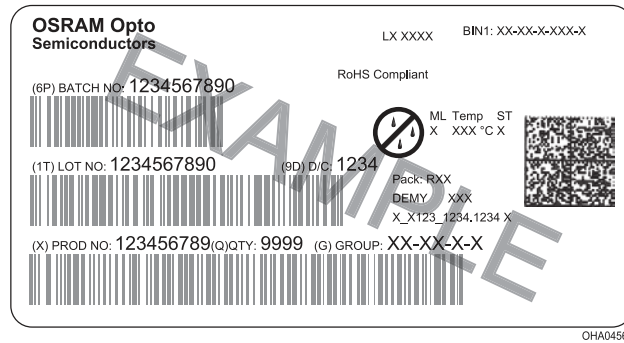 OSRAM Opto
Semiconductors
LX XXXX
BIN1: XX-XX-X-XXX-X
RoHS Compliant
(6P) BATCH NO: 1234567890
ML Temp ST
X XXX °C X
(1T) LOT NO: 1234567890
(9D) D/C: 1234
Pack: RXX
DEMY XXX
X_X123_1234.1234 X
(X) PROD NO: 123456789(Q)QTY: 9999 (G) GROUP: XX-XX-X-X
EXAMPLE
OHA0456